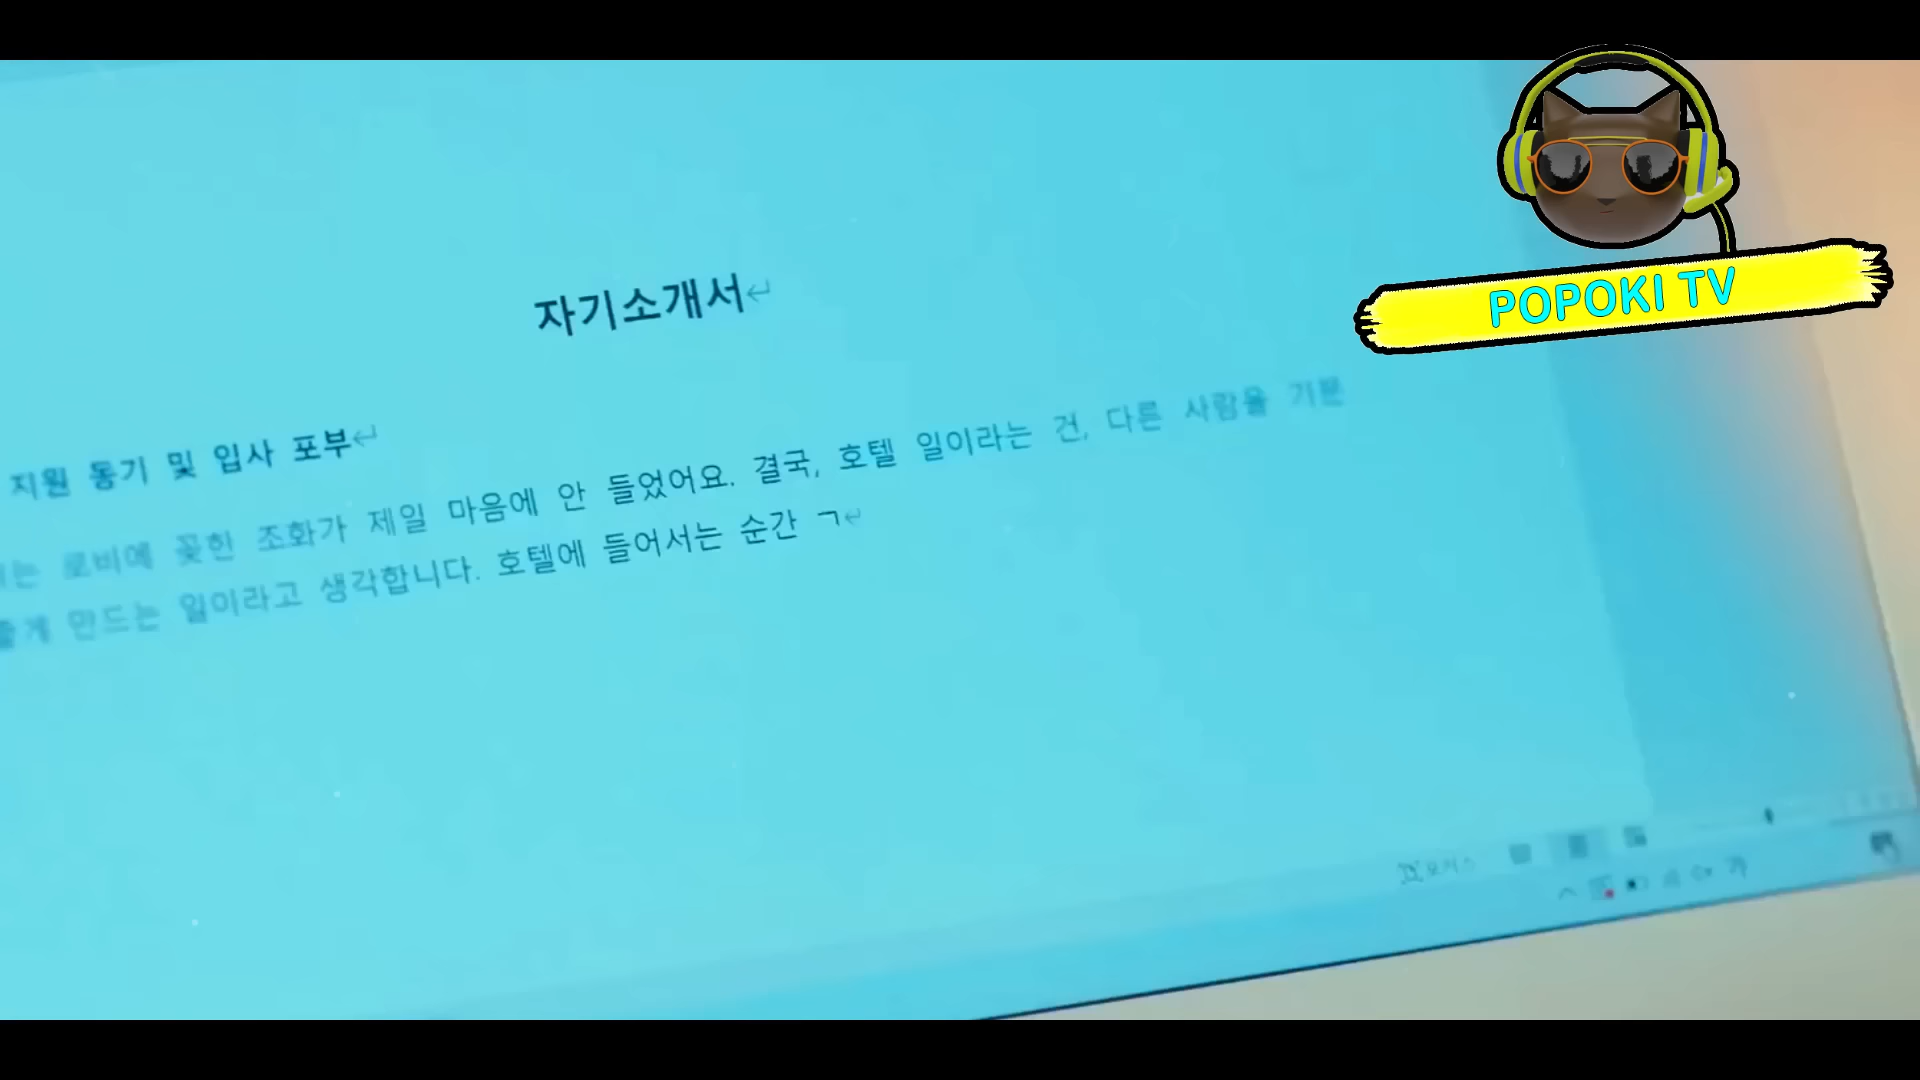 POPOKI TV
자기소개서
지원 동기 및 입사 포부
로비에 꽂힌 조화가 제일 마음에 안 들었어요. 결국, 호텔 일이라는 건, 다른 사람을 기분
좋게 만드는 일이라고 생각합니다. 호텔에 들어서는 순간 ㄱ